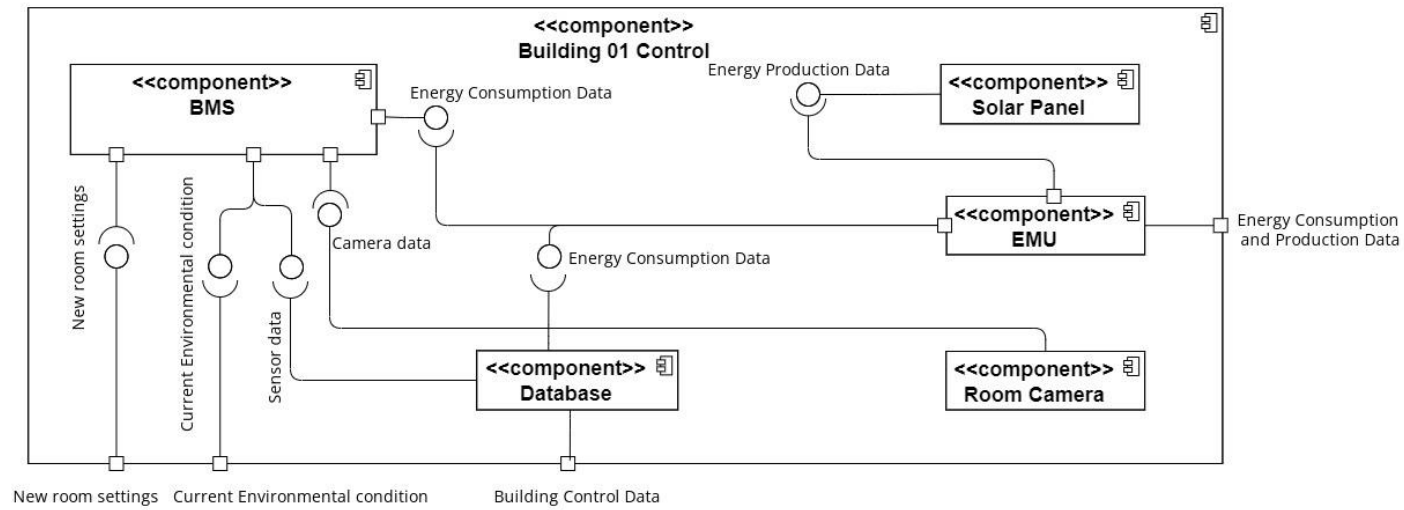 <<component>>
Building 01 Control
<<component>>
BMS
Energy Consumption Data
Energy Production Data
<<component>>
Solar Panel
New room settings
Current Environmental condition
Sensor data
Camera data
Energy Consumption Data
<<component>>
EMU
Energy Consumption
and Production Data
<<component>>
Database
<<component>>
Room Camera
New room settings
Current Environmental condition
Building Control Data